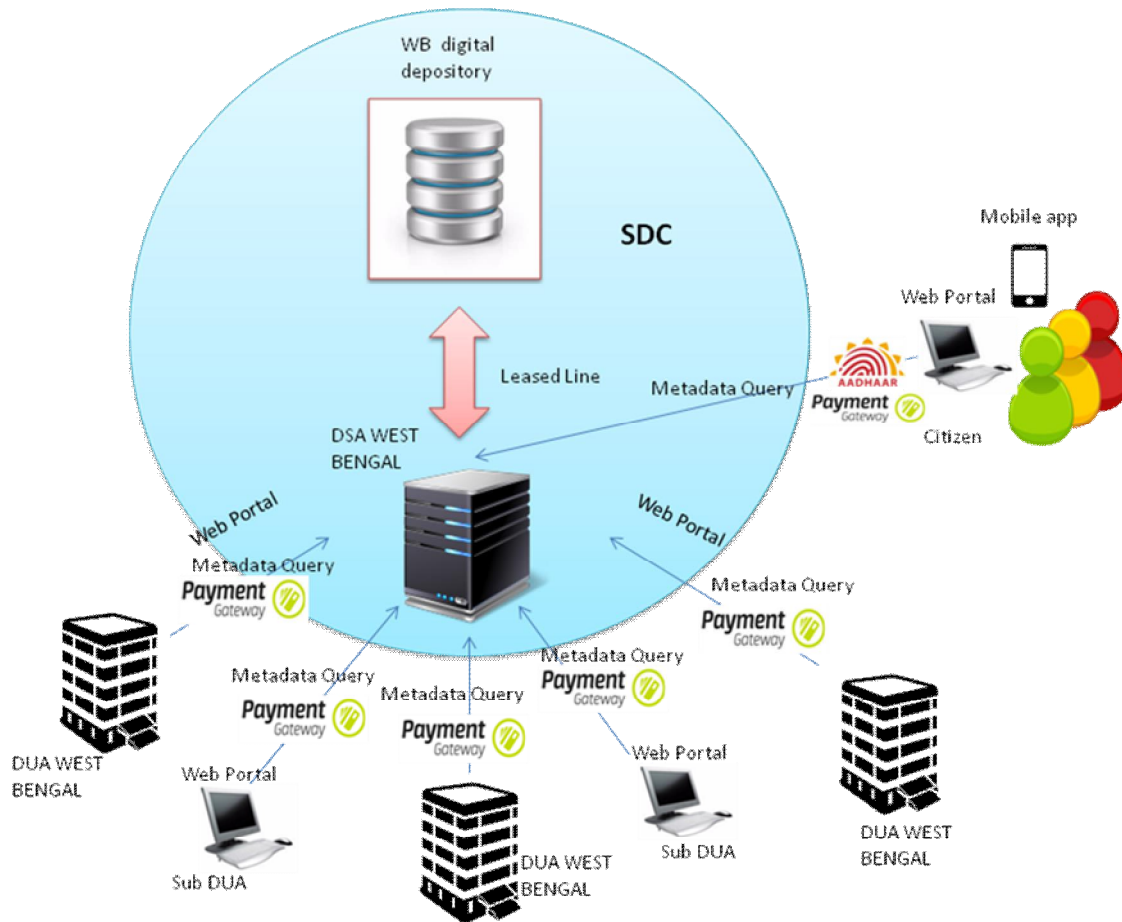 WB digital
depository
SDC
Mobile app
Web Portal
AADHAAR
Metadata Query
Payment
Gateway
Citizen
Leased Line
DSA WEST
BENGAL
Web Portal
Web Portal
Metadata Query
Payment
Gateway
Metadata Query
Payment
Gateway
Metadata Query
Payment
Gateway
Metadata Query
Payment
Gateway
Metadata Query
Payment
Gateway
DUA WEST
BENGAL
Web Portal
Sub DUA
DUA WEST
BENGAL
Web Portal
Sub DUA
DUA WEST
BENGAL